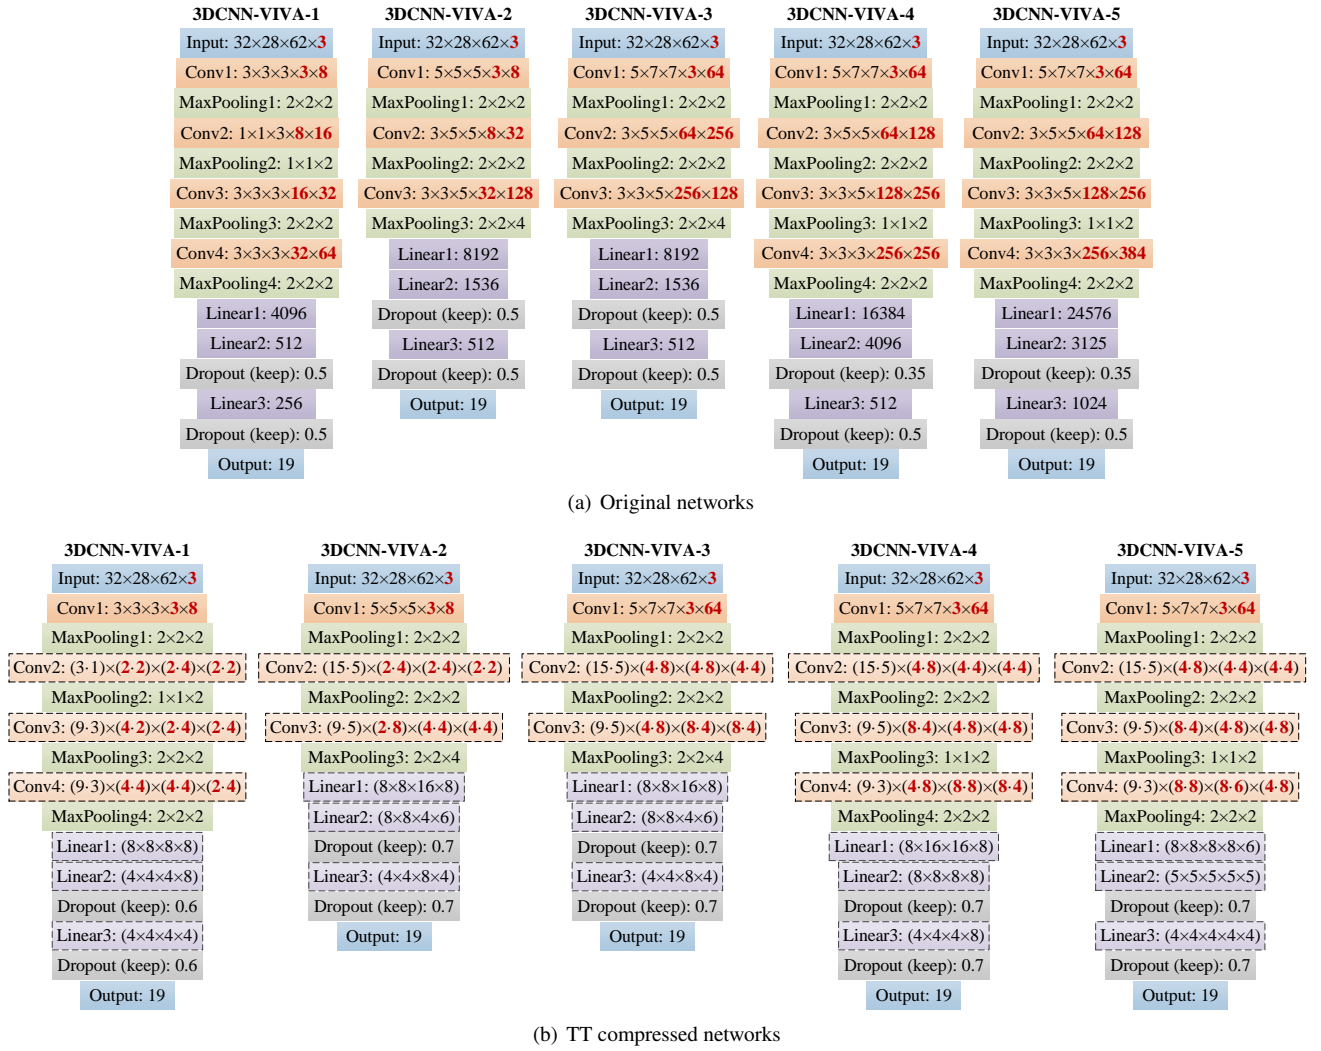 3DCNN-VIVA-1
Input: 32×28×62×3
Conv1: 3×3×3×3×8
MaxPooling1: 2×2×2
Conv2: 1×1×3×8×16
MaxPooling2: 1×1×2
Conv3: 3×3×3×16×32
MaxPooling3: 2×2×2
Conv4: 3×3×3×32×64
MaxPooling4: 2×2×2
Linear1: 4096
Linear2: 512
Dropout (keep): 0.5
Linear3: 256
Dropout (keep): 0.5
Output: 19
3DCNN-VIVA-2
Input: 32×28×62×3
Conv1: 5×5×5×3×8
MaxPooling1: 2×2×2
Conv2: 3×5×5×8×32
MaxPooling2: 2×2×2
Conv3: 3×3×5×32×128
MaxPooling3: 2×2×4
Linear1: 8192
Linear2: 1536
Dropout (keep): 0.5
Linear3: 512
Dropout (keep): 0.5
Output: 19
3DCNN-VIVA-3
Input: 32×28×62×3
Conv1: 5×7×7×3×64
MaxPooling1: 2×2×2
Conv2: 3×5×5×64×256
MaxPooling2: 2×2×2
Conv3: 3×3×5×256×128
MaxPooling3: 2×2×4
Linear1: 8192
Linear2: 1536
Dropout (keep): 0.5
Linear3: 512
Dropout (keep): 0.5
Output: 19
3DCNN-VIVA-4
Input: 32×28×62×3
Conv1: 5×7×7×3×64
MaxPooling1: 2×2×2
Conv2: 3×5×5×64×128
MaxPooling2: 2×2×2
Conv3: 3×3×5×128×256
MaxPooling3: 1×1×2
Conv4: 3×3×3×256×256
MaxPooling4: 2×2×2
Linear1: 16384
Linear2: 4096
Dropout (keep): 0.35
Linear3: 512
Dropout (keep): 0.5
Output: 19
3DCNN-VIVA-5
Input: 32×28×62×3
Conv1: 5×7×7×3×64
MaxPooling1: 2×2×2
Conv2: 3×5×5×64×128
MaxPooling2: 2×2×2
Conv3: 3×3×5×128×256
MaxPooling3: 1×1×2
Conv4: 3×3×3×256×384
MaxPooling4: 2×2×2
Linear1: 24576
Linear2: 3125
Dropout (keep): 0.35
Linear3: 1024
Dropout (keep): 0.5
Output: 19
(a) Original networks
3DCNN-VIVA-1
Input: 32×28×62×3
Conv1: 3×3×3×3×8
MaxPooling1: 2×2×2
Conv2: (3·1)×(2·2)×(2·4)×(2·2)
MaxPooling2: 1×1×2
Conv3: (9·3)×(4·2)×(2·4)×(2·4)
MaxPooling3: 2×2×2
Conv4: (9·3)×(4·4)×(4·4)×(2·4)
MaxPooling4: 2×2×2
Linear1: (8×8×8×8)
Linear2: (4×4×4×8)
Dropout (keep): 0.6
Linear3: (4×4×4×4)
Dropout (keep): 0.6
Output: 19
3DCNN-VIVA-2
Input: 32×28×62×3
Conv1: 5×5×5×3×8
MaxPooling1: 2×2×2
Conv2: (15·5)×(2·4)×(2·4)×(2·2)
MaxPooling2: 2×2×2
Conv3: (9·5)×(2·8)×(4·4)×(4·4)
MaxPooling3: 2×2×4
Linear1: (8×8×16×8)
Linear2: (8×8×4×6)
Dropout (keep): 0.7
Linear3: (4×4×8×4)
Dropout (keep): 0.7
Output: 19
3DCNN-VIVA-3
Input: 32×28×62×3
Conv1: 5×7×7×3×64
MaxPooling1: 2×2×2
Conv2: (15·5)×(4·8)×(4·8)×(4·4)
MaxPooling2: 2×2×2
Conv3: (9·5)×(4·8)×(8·4)×(8·4)
MaxPooling3: 2×2×4
Linear1: (8×8×16×8)
Linear2: (8×8×4×6)
Dropout (keep): 0.7
Linear3: (4×4×8×4)
Dropout (keep): 0.7
Output: 19
3DCNN-VIVA-4
Input: 32×28×62×3
Conv1: 5×7×7×3×64
MaxPooling1: 2×2×2
Conv2: (15·5)×(4·8)×(4·4)×(4·4)
MaxPooling2: 2×2×2
Conv3: (9·5)×(8·4)×(4·8)×(4·8)
MaxPooling3: 1×1×2
Conv4: (9·3)×(4·8)×(8·8)×(8·4)
MaxPooling4: 2×2×2
Linear1: (8×16×16×8)
Linear2: (8×8×8×8)
Dropout (keep): 0.7
Linear3: (4×4×4×8)
Dropout (keep): 0.7
Output: 19
3DCNN-VIVA-5
Input: 32×28×62×3
Conv1: 5×7×7×3×64
MaxPooling1: 2×2×2
Conv2: (15·5)×(4·8)×(4·4)×(4·4)
MaxPooling2: 2×2×2
Conv3: (9·5)×(8·4)×(4·8)×(4·8)
MaxPooling3: 1×1×2
Conv4: (9·3)×(8·8)×(8·6)×(4·8)
MaxPooling4: 2×2×2
Linear1: (8×8×8×8×6)
Linear2: (5×5×5×5×5)
Dropout (keep): 0.7
Linear3: (4×4×4×4×4)
Dropout (keep): 0.7
Output: 19
(b) TT compressed networks